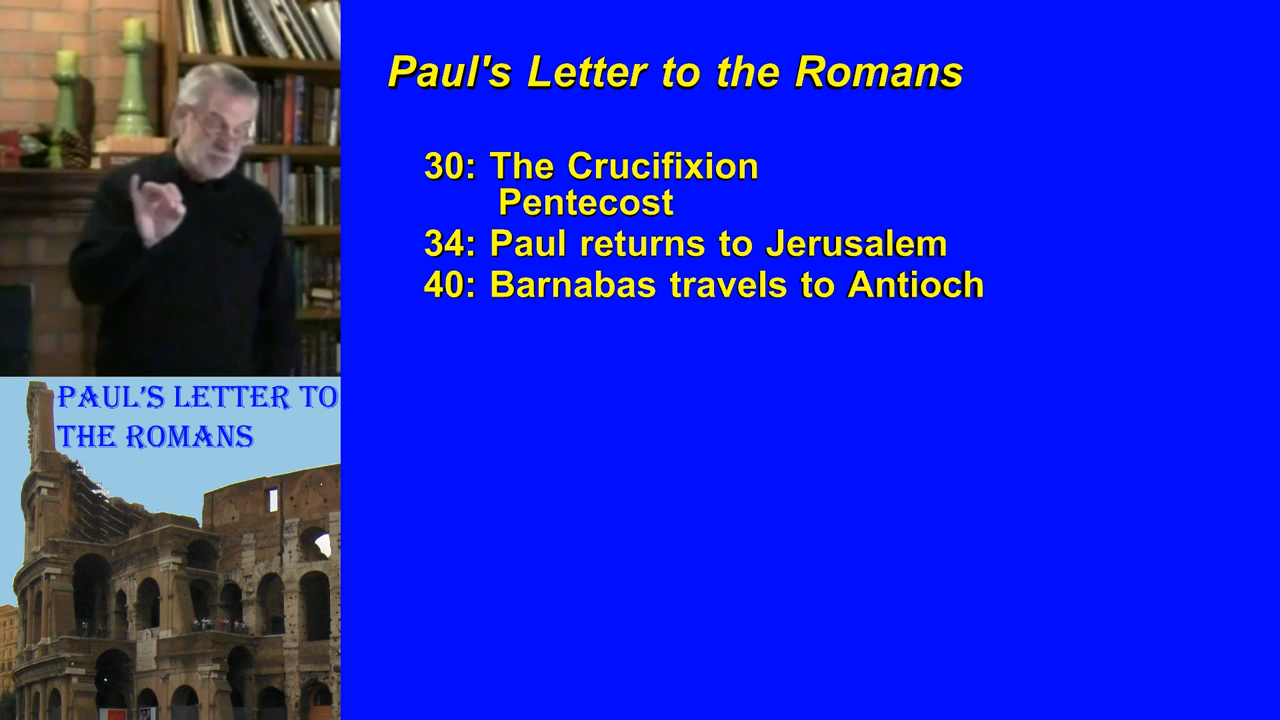 Paul's Letter to the Romans
30: The Crucifixion
Pentecost
34: Paul returns to Jerusalem
40: Barnabas travels to Antioch
PAUL'S LETTER TO
THE ROMANS